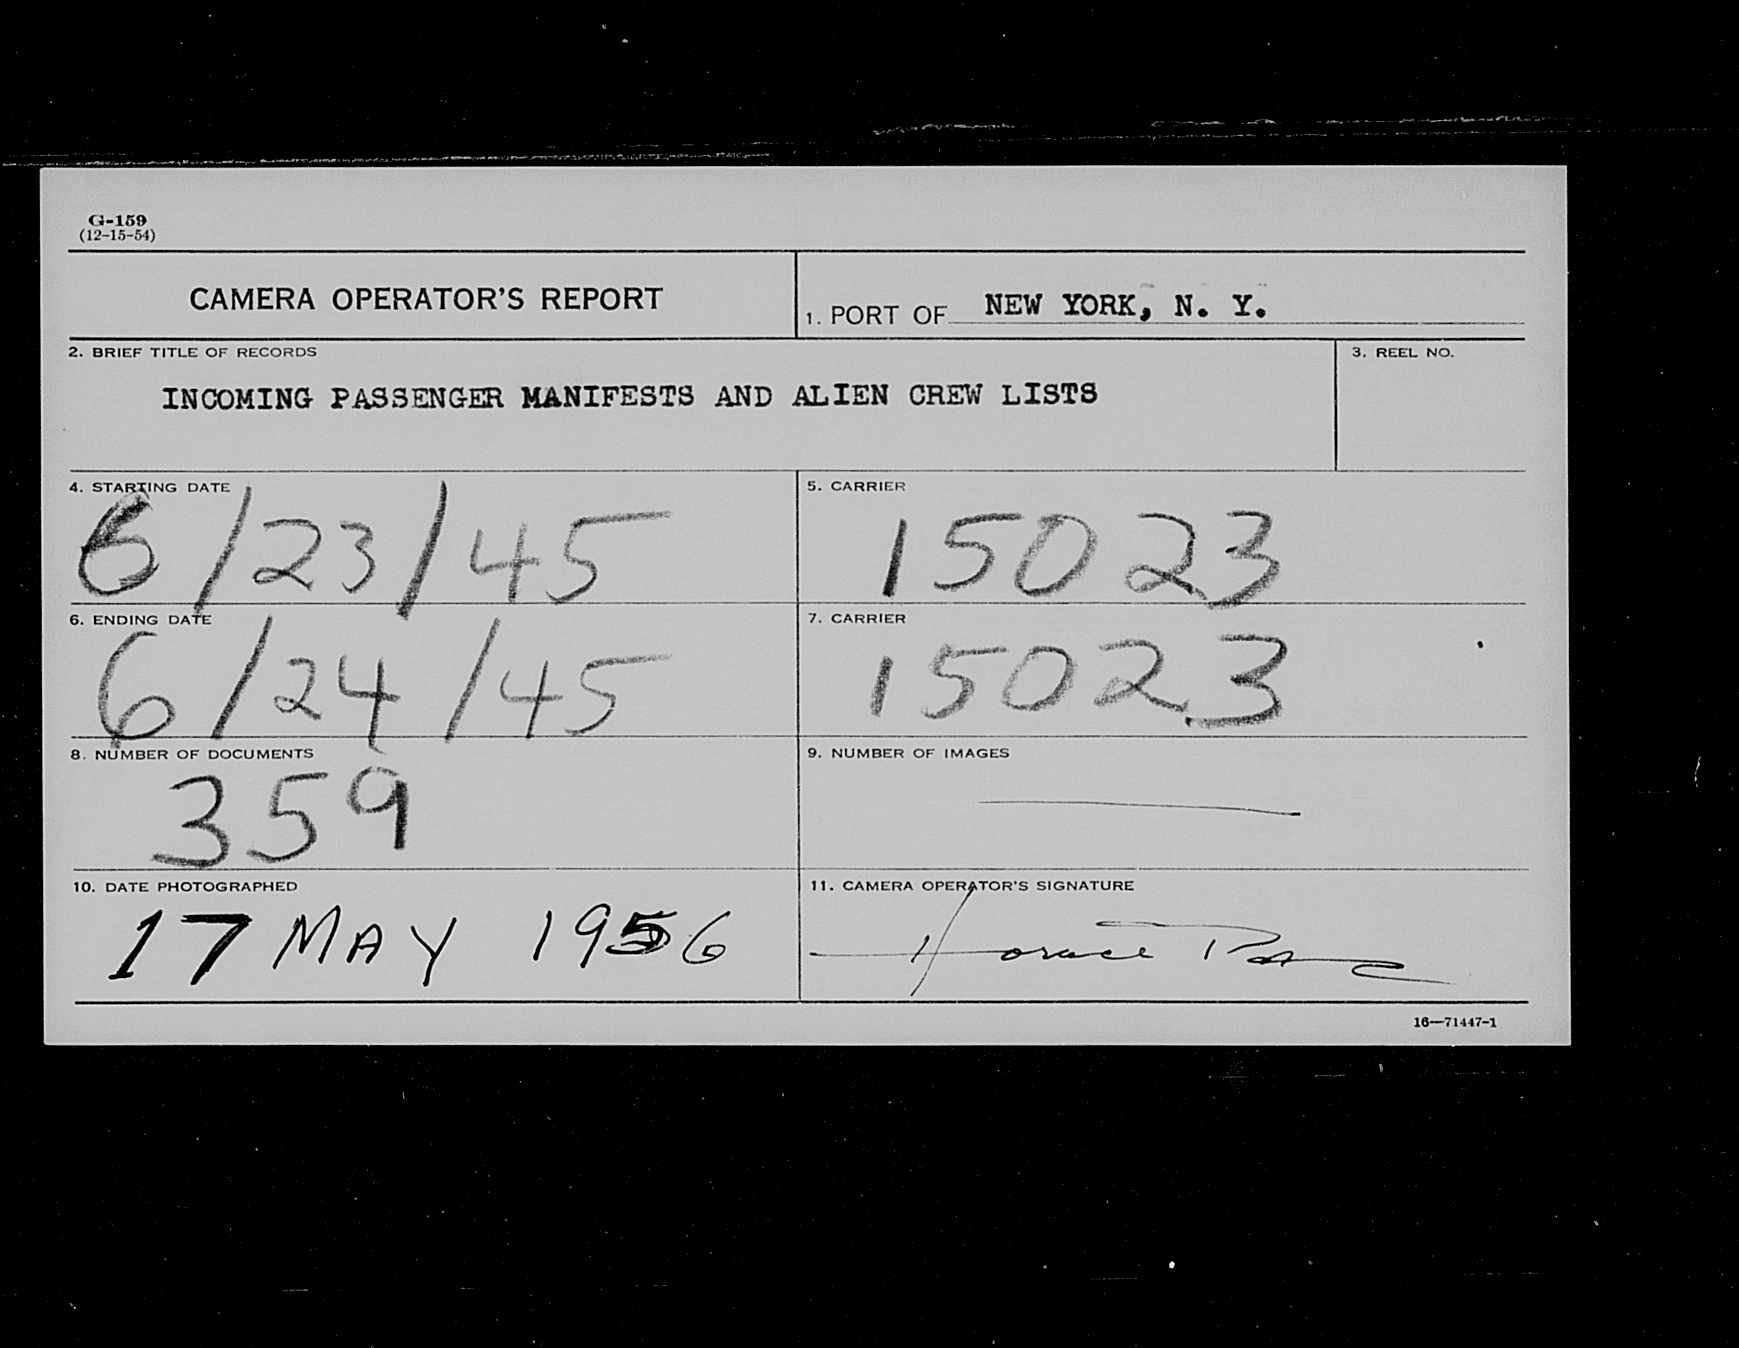 G-159
(12-15-54)
CAMERA OPERATOR'S REPORT
1. PORT OF NEW YORK, N. Y.
2. BRIEF TITLE OF RECORDS
3. REEL NO.
INCOMING PASSENGER MANIFESTS AND ALIEN CREW LISTS
4. STARTING DATE
5. CARRIER
6/23/45
15023
6. ENDING DATE
7. CARRIER
6/24/45
15023
8. NUMBER OF DOCUMENTS
9. NUMBER OF IMAGES
359
10. DATE PHOTOGRAPHED
11. CAMERA OPERATOR'S SIGNATURE
17 MAY 1956
Horace
16—71447-1